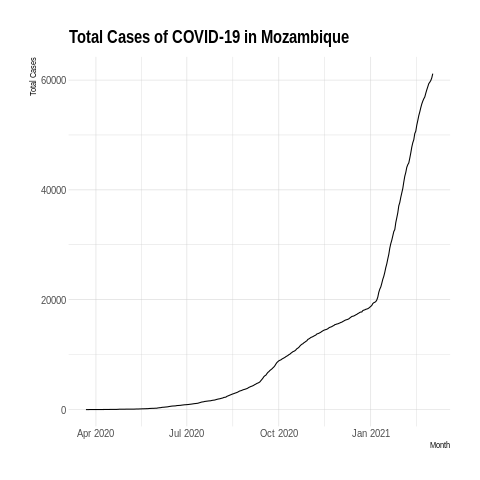 Total Cases of COVID-19 in Mozambique
Total Cases
60000
40000
20000
0
Apr 2020 Jul 2020 Oct 2020 Jan 2021
Month